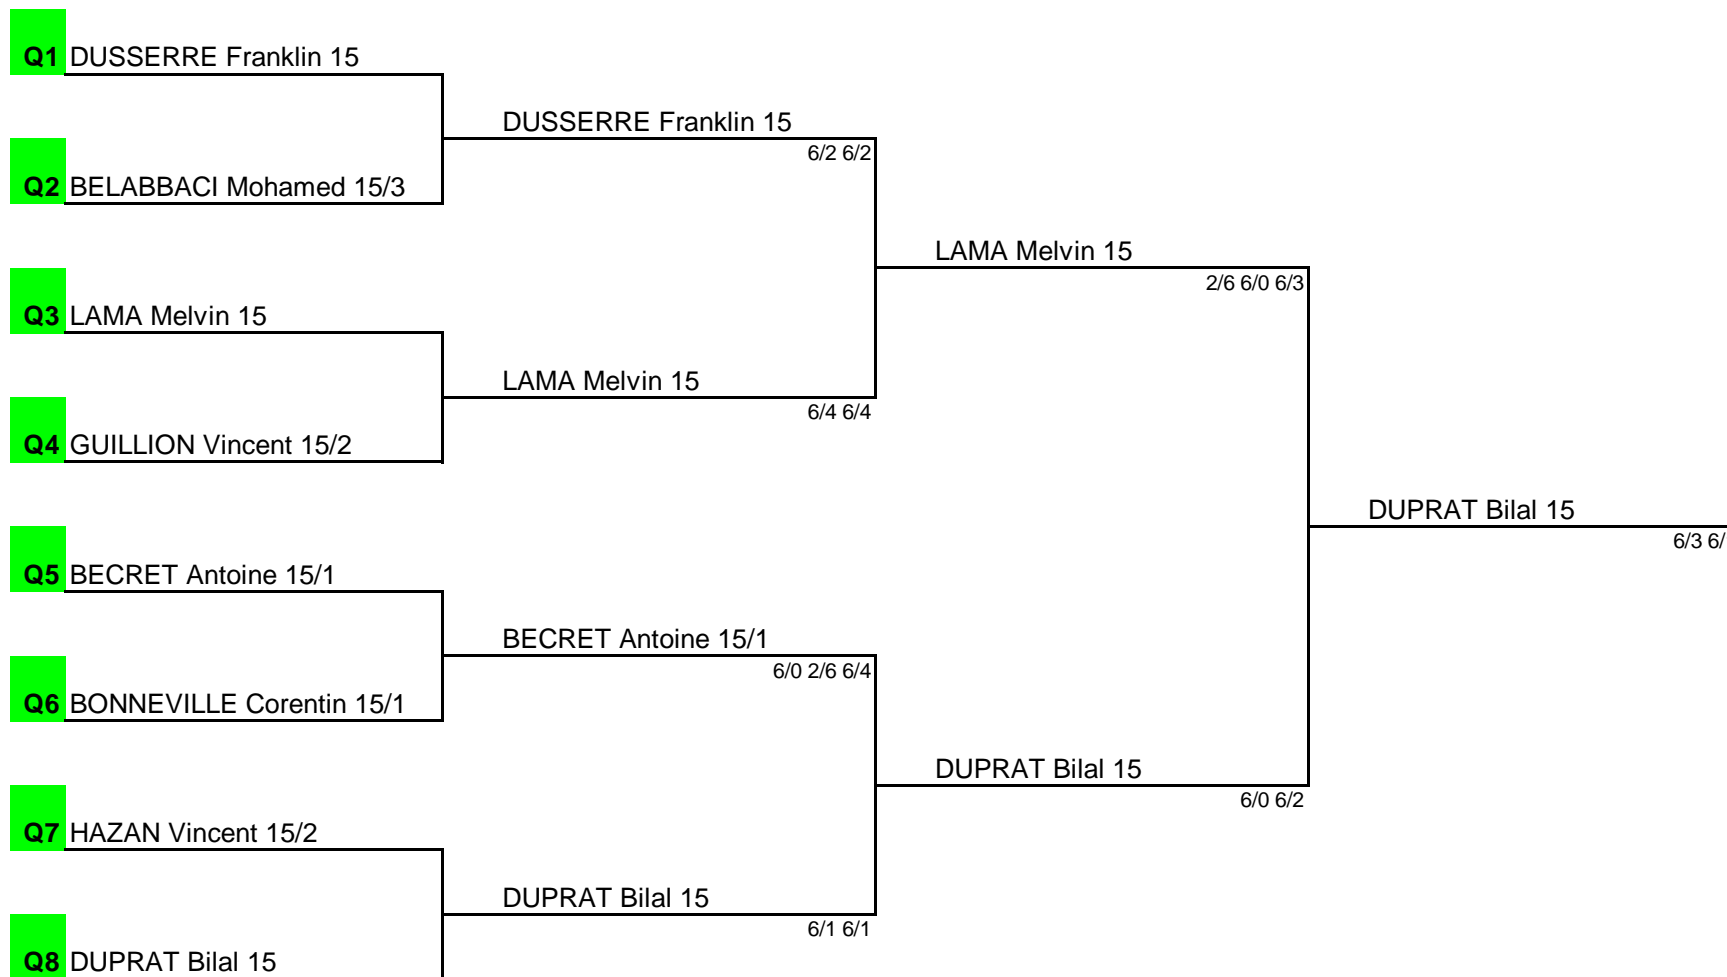 Q1 DUSSERRE Franklin 15
DUSSERRE Franklin 15
6/2 6/2
Q2 BELABBACI Mohamed 15/3
LAMA Melvin 15
2/6 6/0 6/3
Q3 LAMA Melvin 15
LAMA Melvin 15
6/4 6/4
Q4 GUILLION Vincent 15/2
DUPRAT Bilal 15
6/3 6/
Q5 BECRET Antoine 15/1
BECRET Antoine 15/1
6/0 2/6 6/4
Q6 BONNEVILLE Corentin 15/1
DUPRAT Bilal 15
6/0 6/2
Q7 HAZAN Vincent 15/2
DUPRAT Bilal 15
6/1 6/1
Q8 DUPRAT Bilal 15